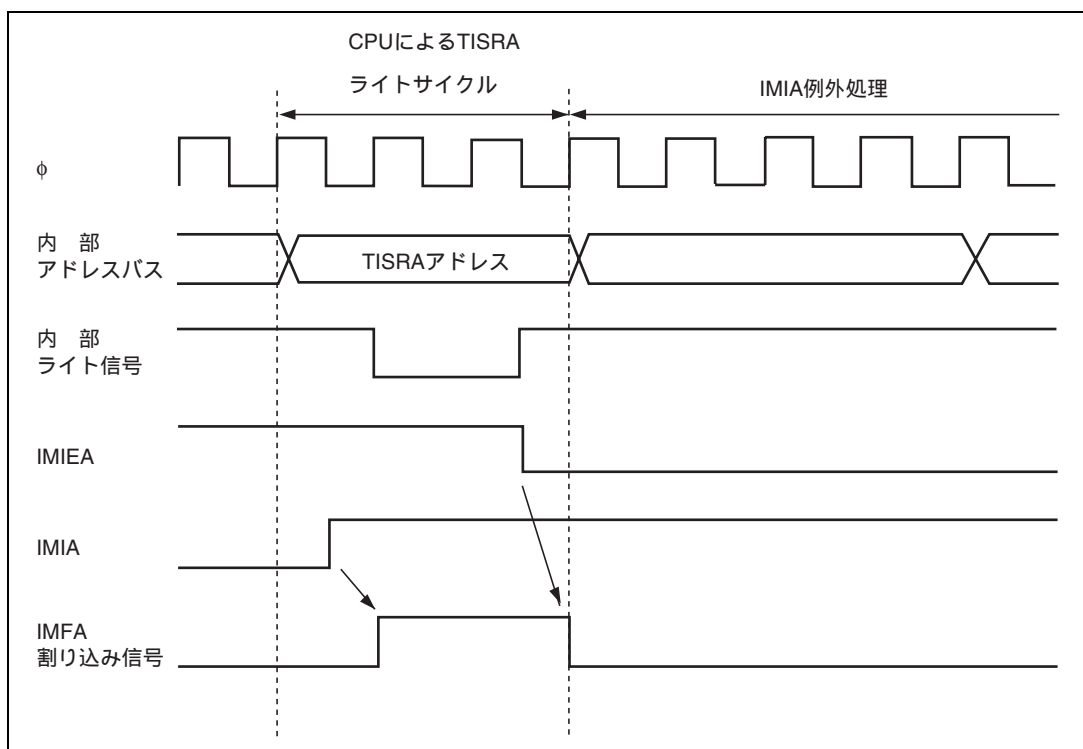 CPUによるTISRA
ライトサイクル
IMIA例外処理
φ
内　部
アドレスバス
TISRAアドレス
内　部
ライト信号
IMIEA
IMIA
IMFA
割り込み信号